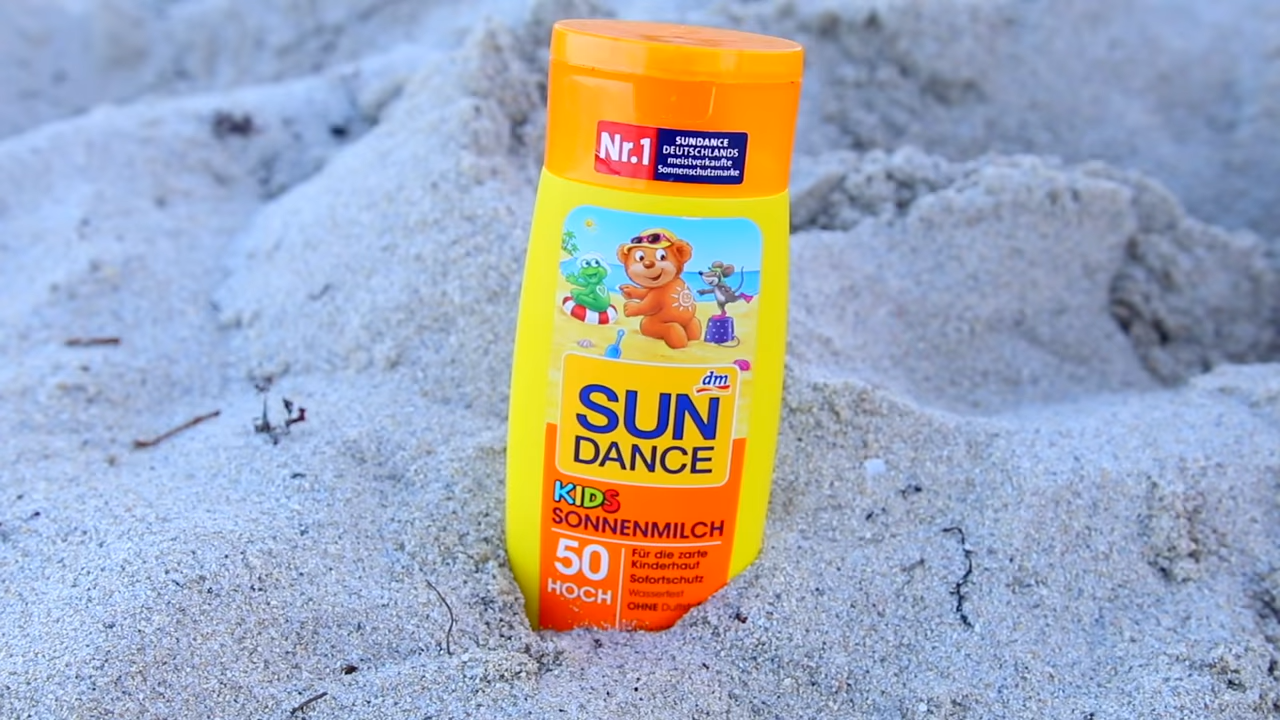 Nr.1
SUNDANCE
DEUTSCHLANDS
meistverkaufte
Sonnenschutzmarke
dm
SUN
DANCE
KIDS
SONNENMILCH
50
HOCH
Für die zarte
Kinderhaut
Sofortschutz
Wasserfest
OHNE